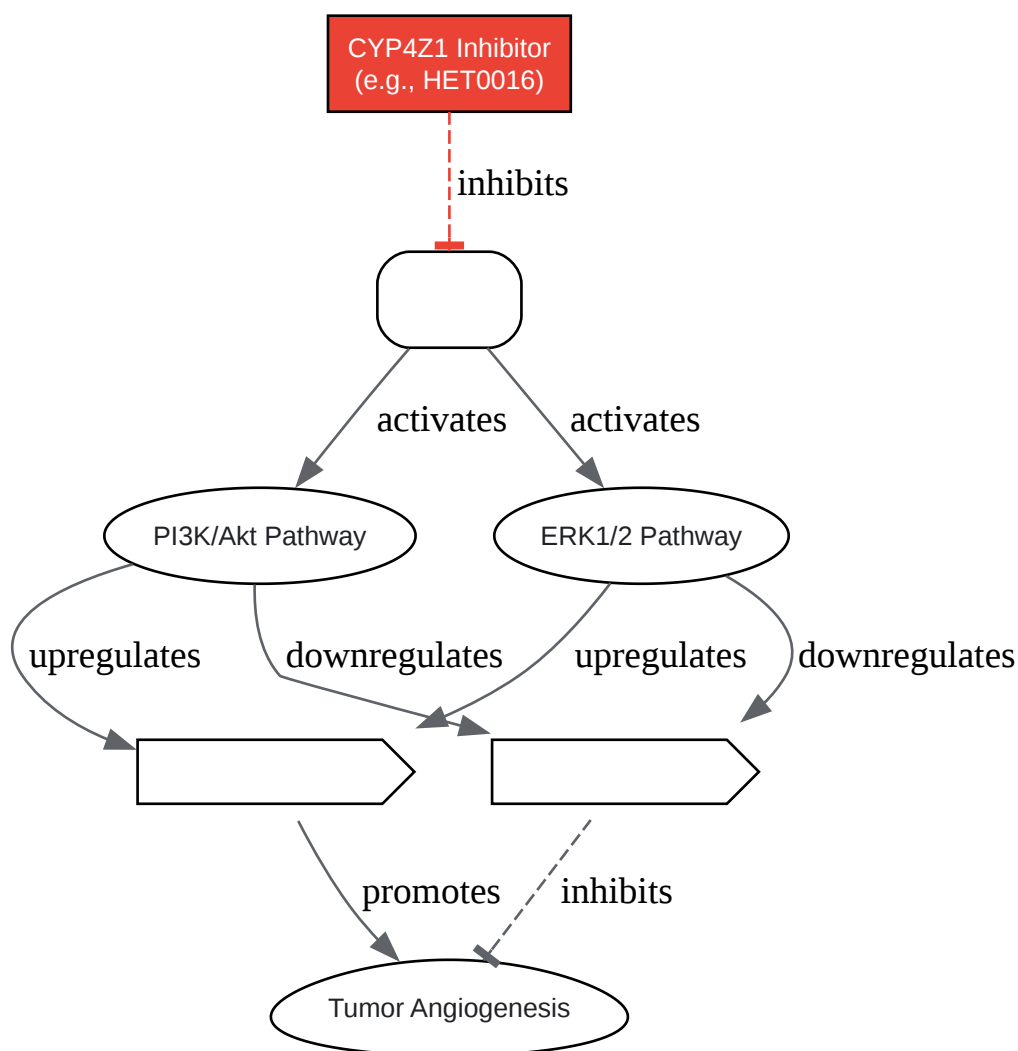 CYP4Z1 Inhibitor
(e.g., HET0016)
inhibits
activates
activates
PI3K/Akt Pathway
ERK1/2 Pathway
upregulates
downregulates
upregulates
downregulates
promotes
inhibits
Tumor Angiogenesis